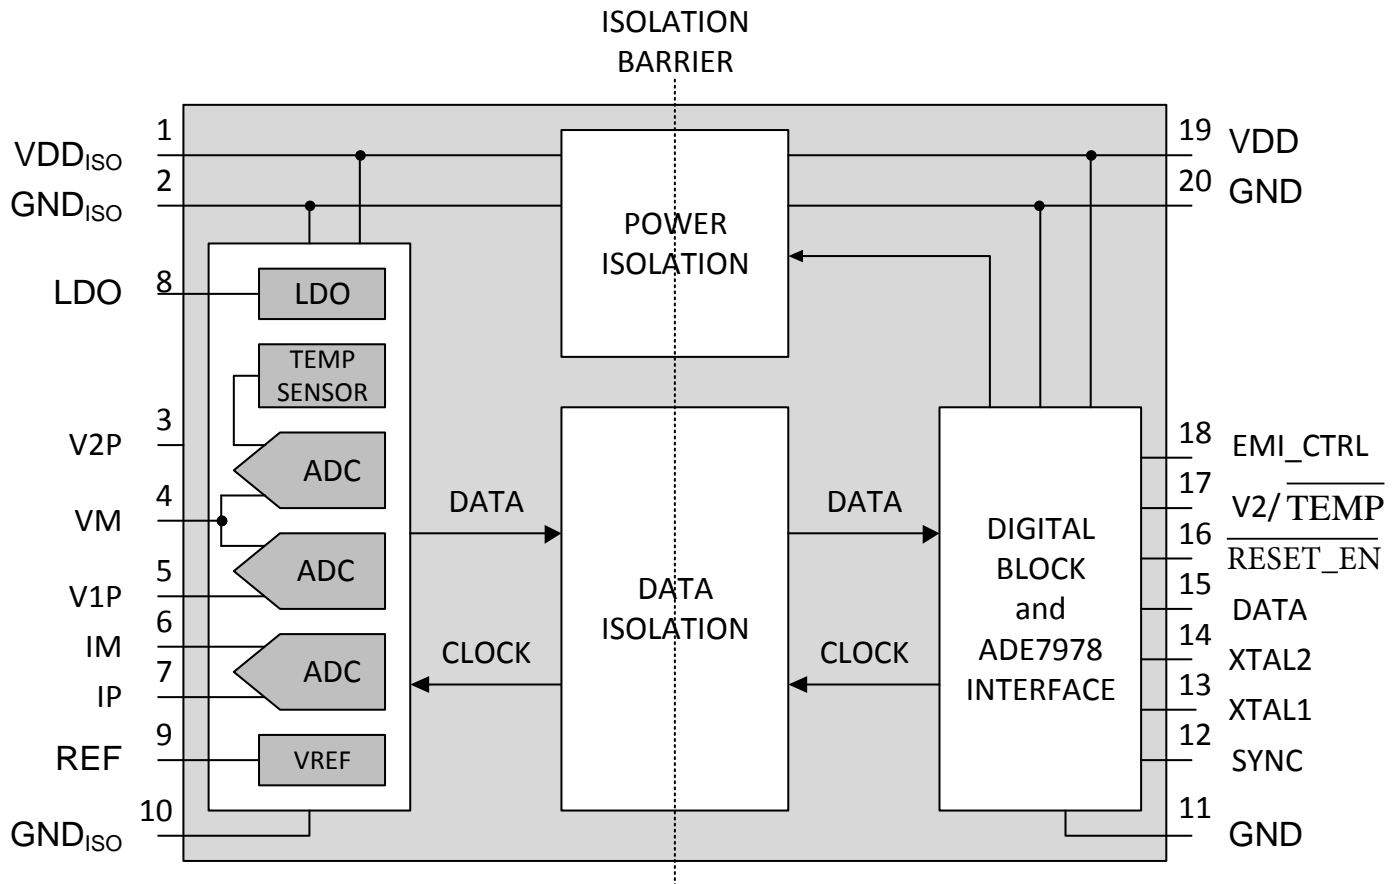 ISOLATION
BARRIER
1
VDDISO
2
GNDISO
8
LDO
3
V2P
4
VM
5
V1P
6
IM
7
IP
9
REF
10
GNDISO
LDO
TEMP
SENSOR
ADC
ADC
ADC
VREF
DATA
CLOCK
POWER
ISOLATION
DATA
ISOLATION
DATA
CLOCK
DIGITAL
BLOCK
and
ADE7978
INTERFACE
19
VDD
20
GND
18
EMI_CTRL
17
V2/ TEMP
16
RESET_EN
15
DATA
14
XTAL2
13
XTAL1
12
SYNC
11
GND